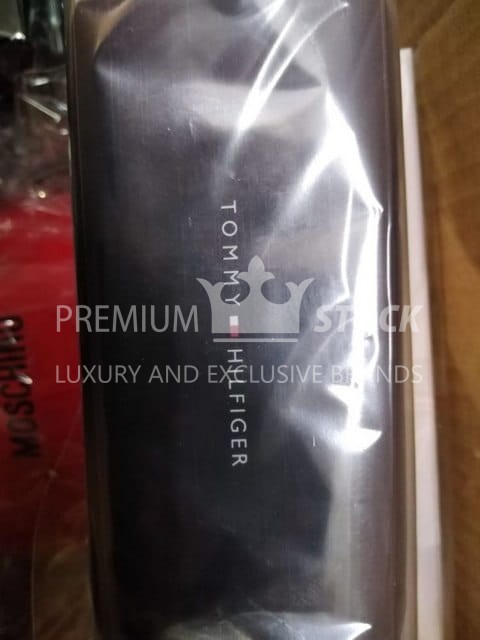 TOMMY HILFIGER
PREMIUM STOCK
LUXURY AND EXCLUSIVE BRANDS
MOSCHINO